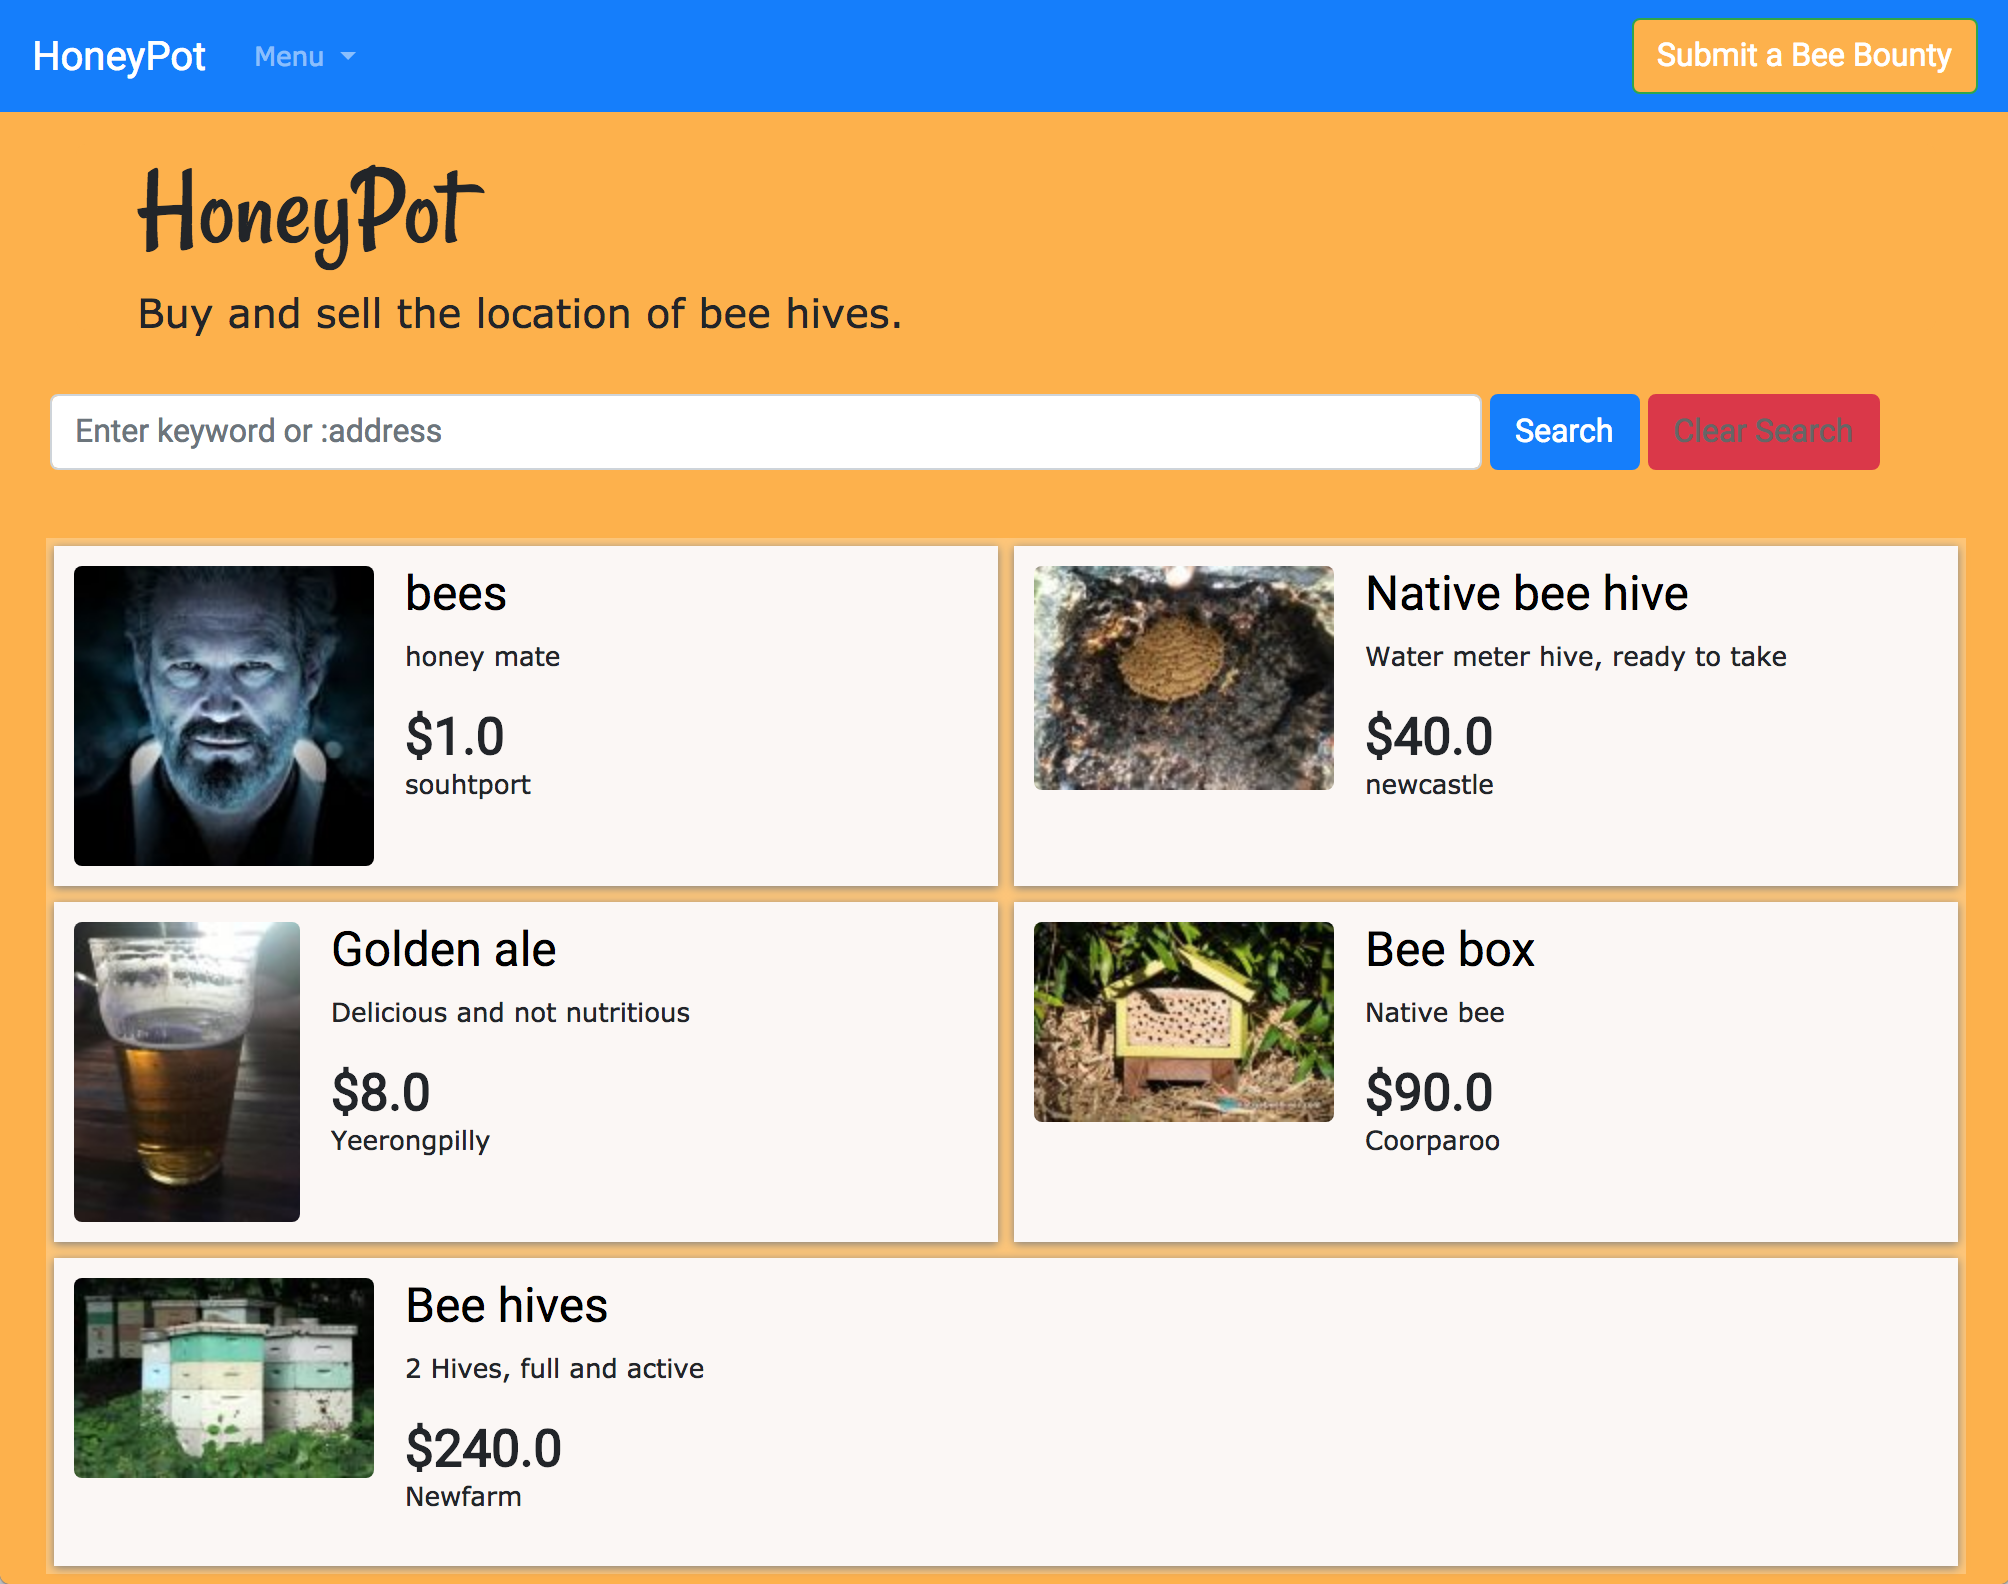 HoneyPot Menu Submit a Bee Bounty
HoneyPot
Buy and sell the location of bee hives.
Enter keyword or :address Search Clear Search
bees
honey mate
$1.0
souhtport
Native bee hive
Water meter hive, ready to take
$40.0
newcastle
Golden ale
Delicious and not nutritious
$8.0
Yeerongpilly
Bee box
Native bee
$90.0
Coorparoo
Bee hives
2 Hives, full and active
$240.0
Newfarm